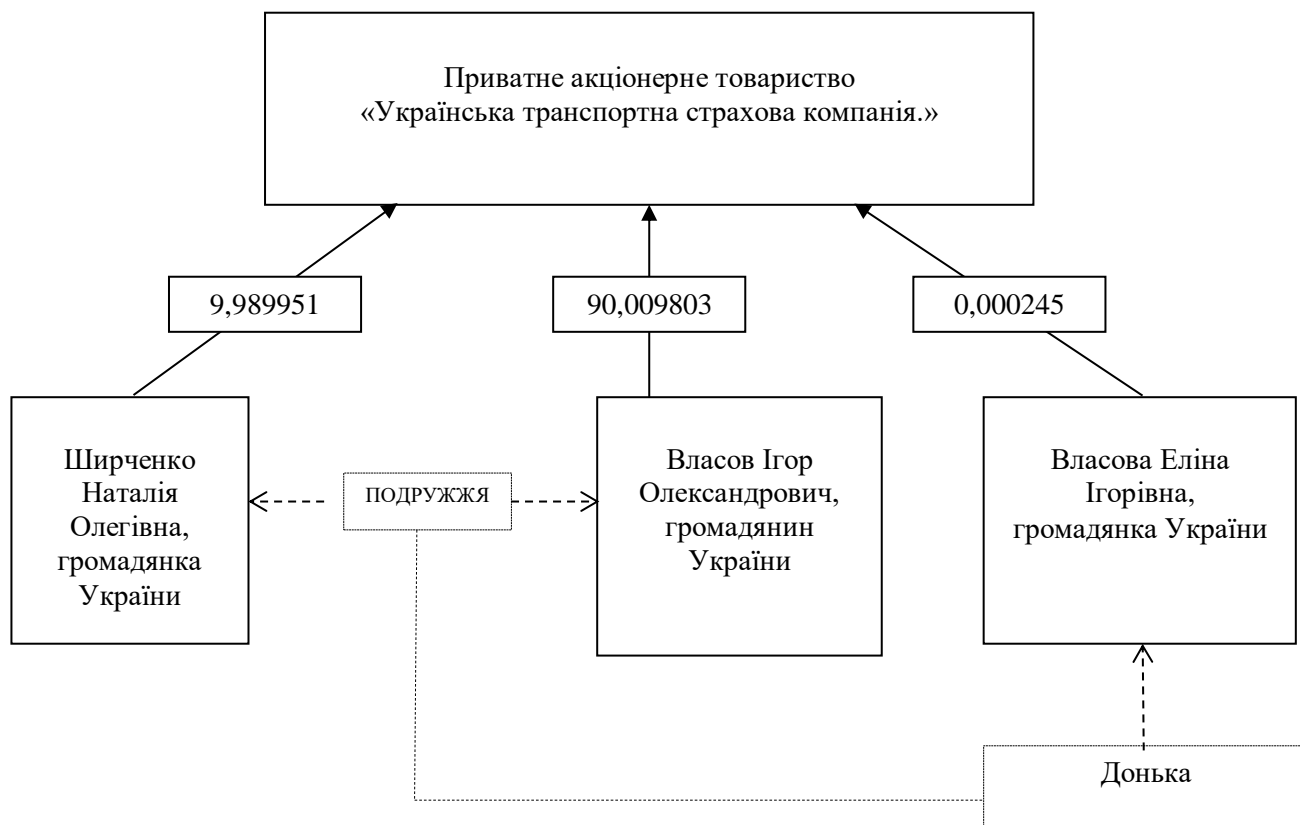 Приватне акціонерне товариство
«Українська транспортна страхова компанія.»
9,989951
90,009803
0,000245
Ширченко
Наталія
Олегівна,
громадянка
України
ПОДРУЖЖЯ
Власов Ігор
Олександрович,
громадянин
України
Власова Еліна
Ігорівна,
громадянка України
Донька